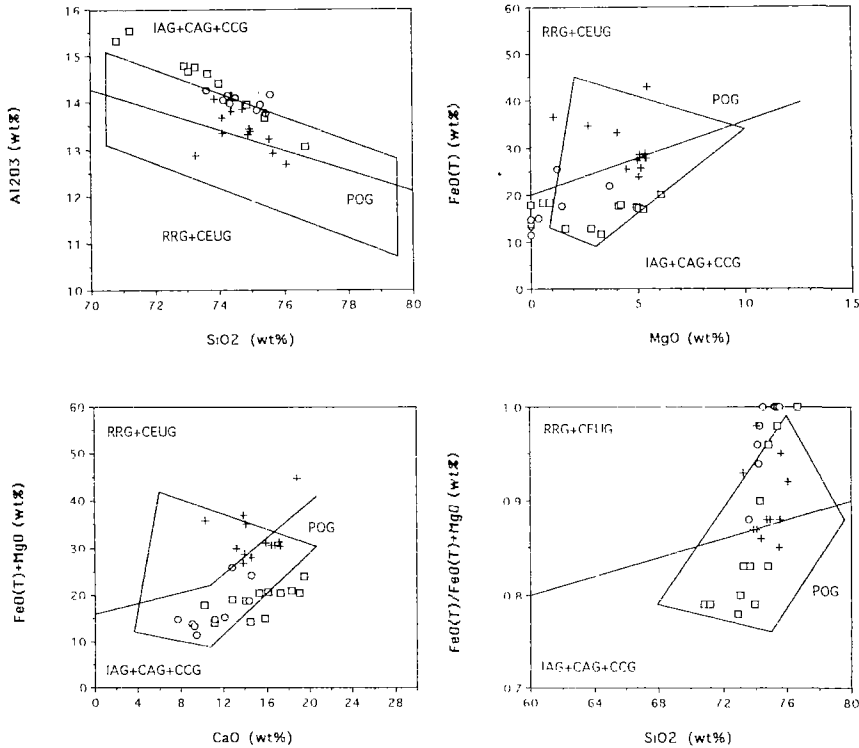 16
15
14
13
12
11
10
Al2O3 (wt%)
IAG+CAG+CCG
POG
RRG+CEUG
70
72
74
76
78
80
SiO2 (wt%)
60
50
40
30
20
10
0
FeO(T) (wt%)
RRG+CEUG
POG
IAG+CAG+CCG
0
5
10
15
MgO (wt%)
60
50
40
30
20
10
0
FeO(T)+MgO (wt%)
RRG+CEUG
POG
IAG+CAG+CCG
0
4
8
12
16
20
24
28
CaO (wt%)
1.0
0.9
0.8
0.7
FeO(T)/FeO(T)+MgO (wt%)
RRG+CEUG
POG
IAG+CAG+CCG
60
64
68
72
76
80
SiO2 (wt%)